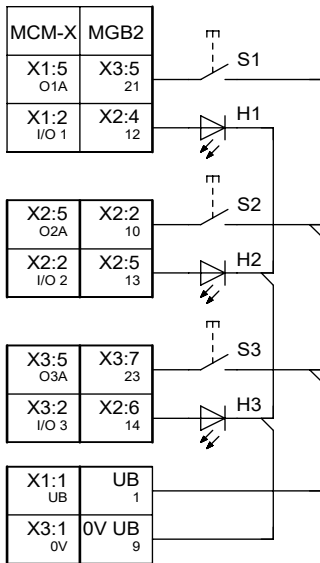 MCM-X MGB2
X1:5 X3:5 S1
O1A 21
X1:2 X2:4 H1
I/O 1 12
X2:5 X2:2 S2
O2A 10
X2:2 X2:5 H2
I/O 2 13
X3:5 X3:7 S3
O3A 23
X3:2 X2:6 H3
I/O 3 14
X1:1 UB
UB 1
X3:1 0V UB
0V 9